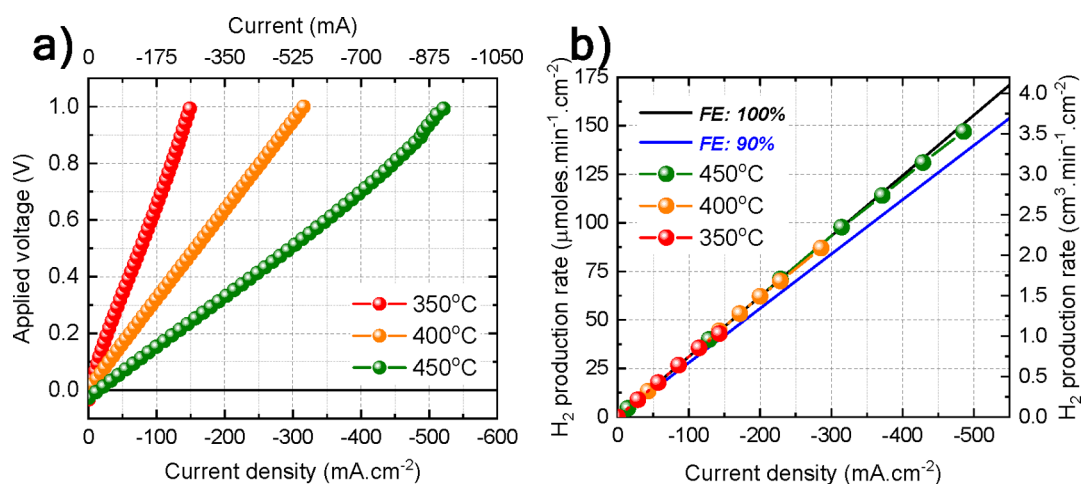 a)
Current (mA)
0 -175 -350 -525 -700 -875 -1050
1.0
0.8
0.6
0.4
0.2
0.0
Applied voltage (V)
350°C
400°C
450°C
0 -100 -200 -300 -400 -500 -600
Current density (mA.cm⁻²)
b)
175
150
125
100
75
50
25
0
H₂ production rate (µmoles.min⁻¹.cm⁻²)
FE: 100%
FE: 90%
450°C
400°C
350°C
4.0
3.5
3.0
2.5
2.0
1.5
1.0
0.5
0.0
H₂ production rate (cm³.min⁻¹.cm⁻²)
0 -100 -200 -300 -400 -500
Current density (mA.cm⁻²)